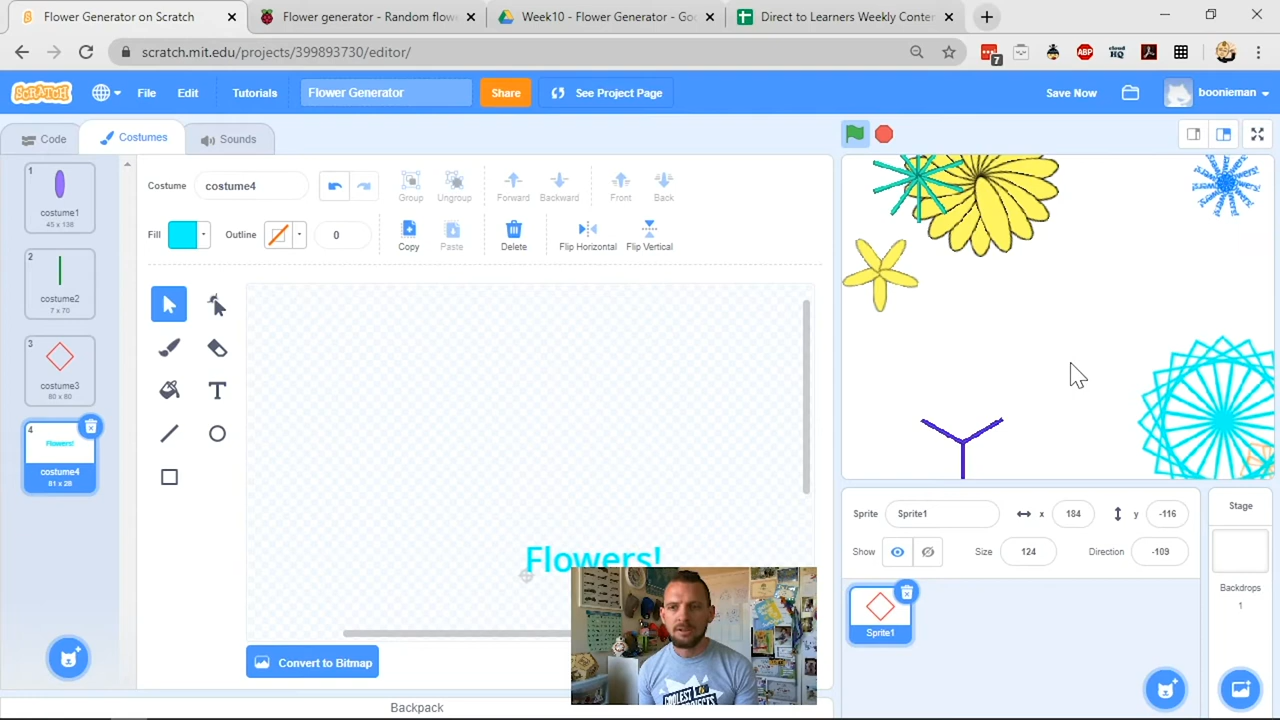 Flower Generator on Scratch
Flower generator - Random flow
Week10 - Flower Generator - Goo
Direct to Learners Weekly Conter
scratch.mit.edu/projects/399893730/editor/
7
ABP
SCRATCH
File
Edit
Tutorials
Flower Generator
Share
See Project Page
Save Now
boonieman
Code
Costumes
Sounds
1
costume1
45 x 138
2
costume2
7 x 70
3
costume3
80 x 80
4
Flowers!
costume4
81 x 28
Costume
costume4
Group
Ungroup
Forward
Backward
Front
Back
Fill
Outline
0
Copy
Paste
Delete
Flip Horizontal
Flip Vertical
T
Flowers!
Convert to Bitmap
Backpack
Sprite
Sprite1
x
184
y
-116
Show
Size
124
Direction
-109
Sprite1
Stage
Backdrops
1